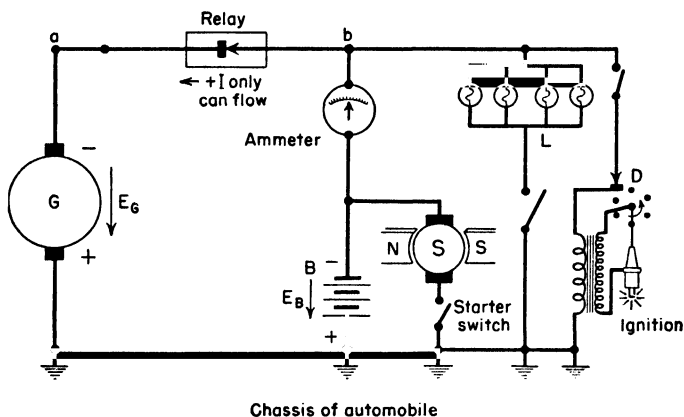 Relay
a
b
← +I only
can flow
Ammeter
L
D
−
G
E_G
+
N
S
S
B
−
E_B
+
Starter
switch
Ignition
Chassis of automobile